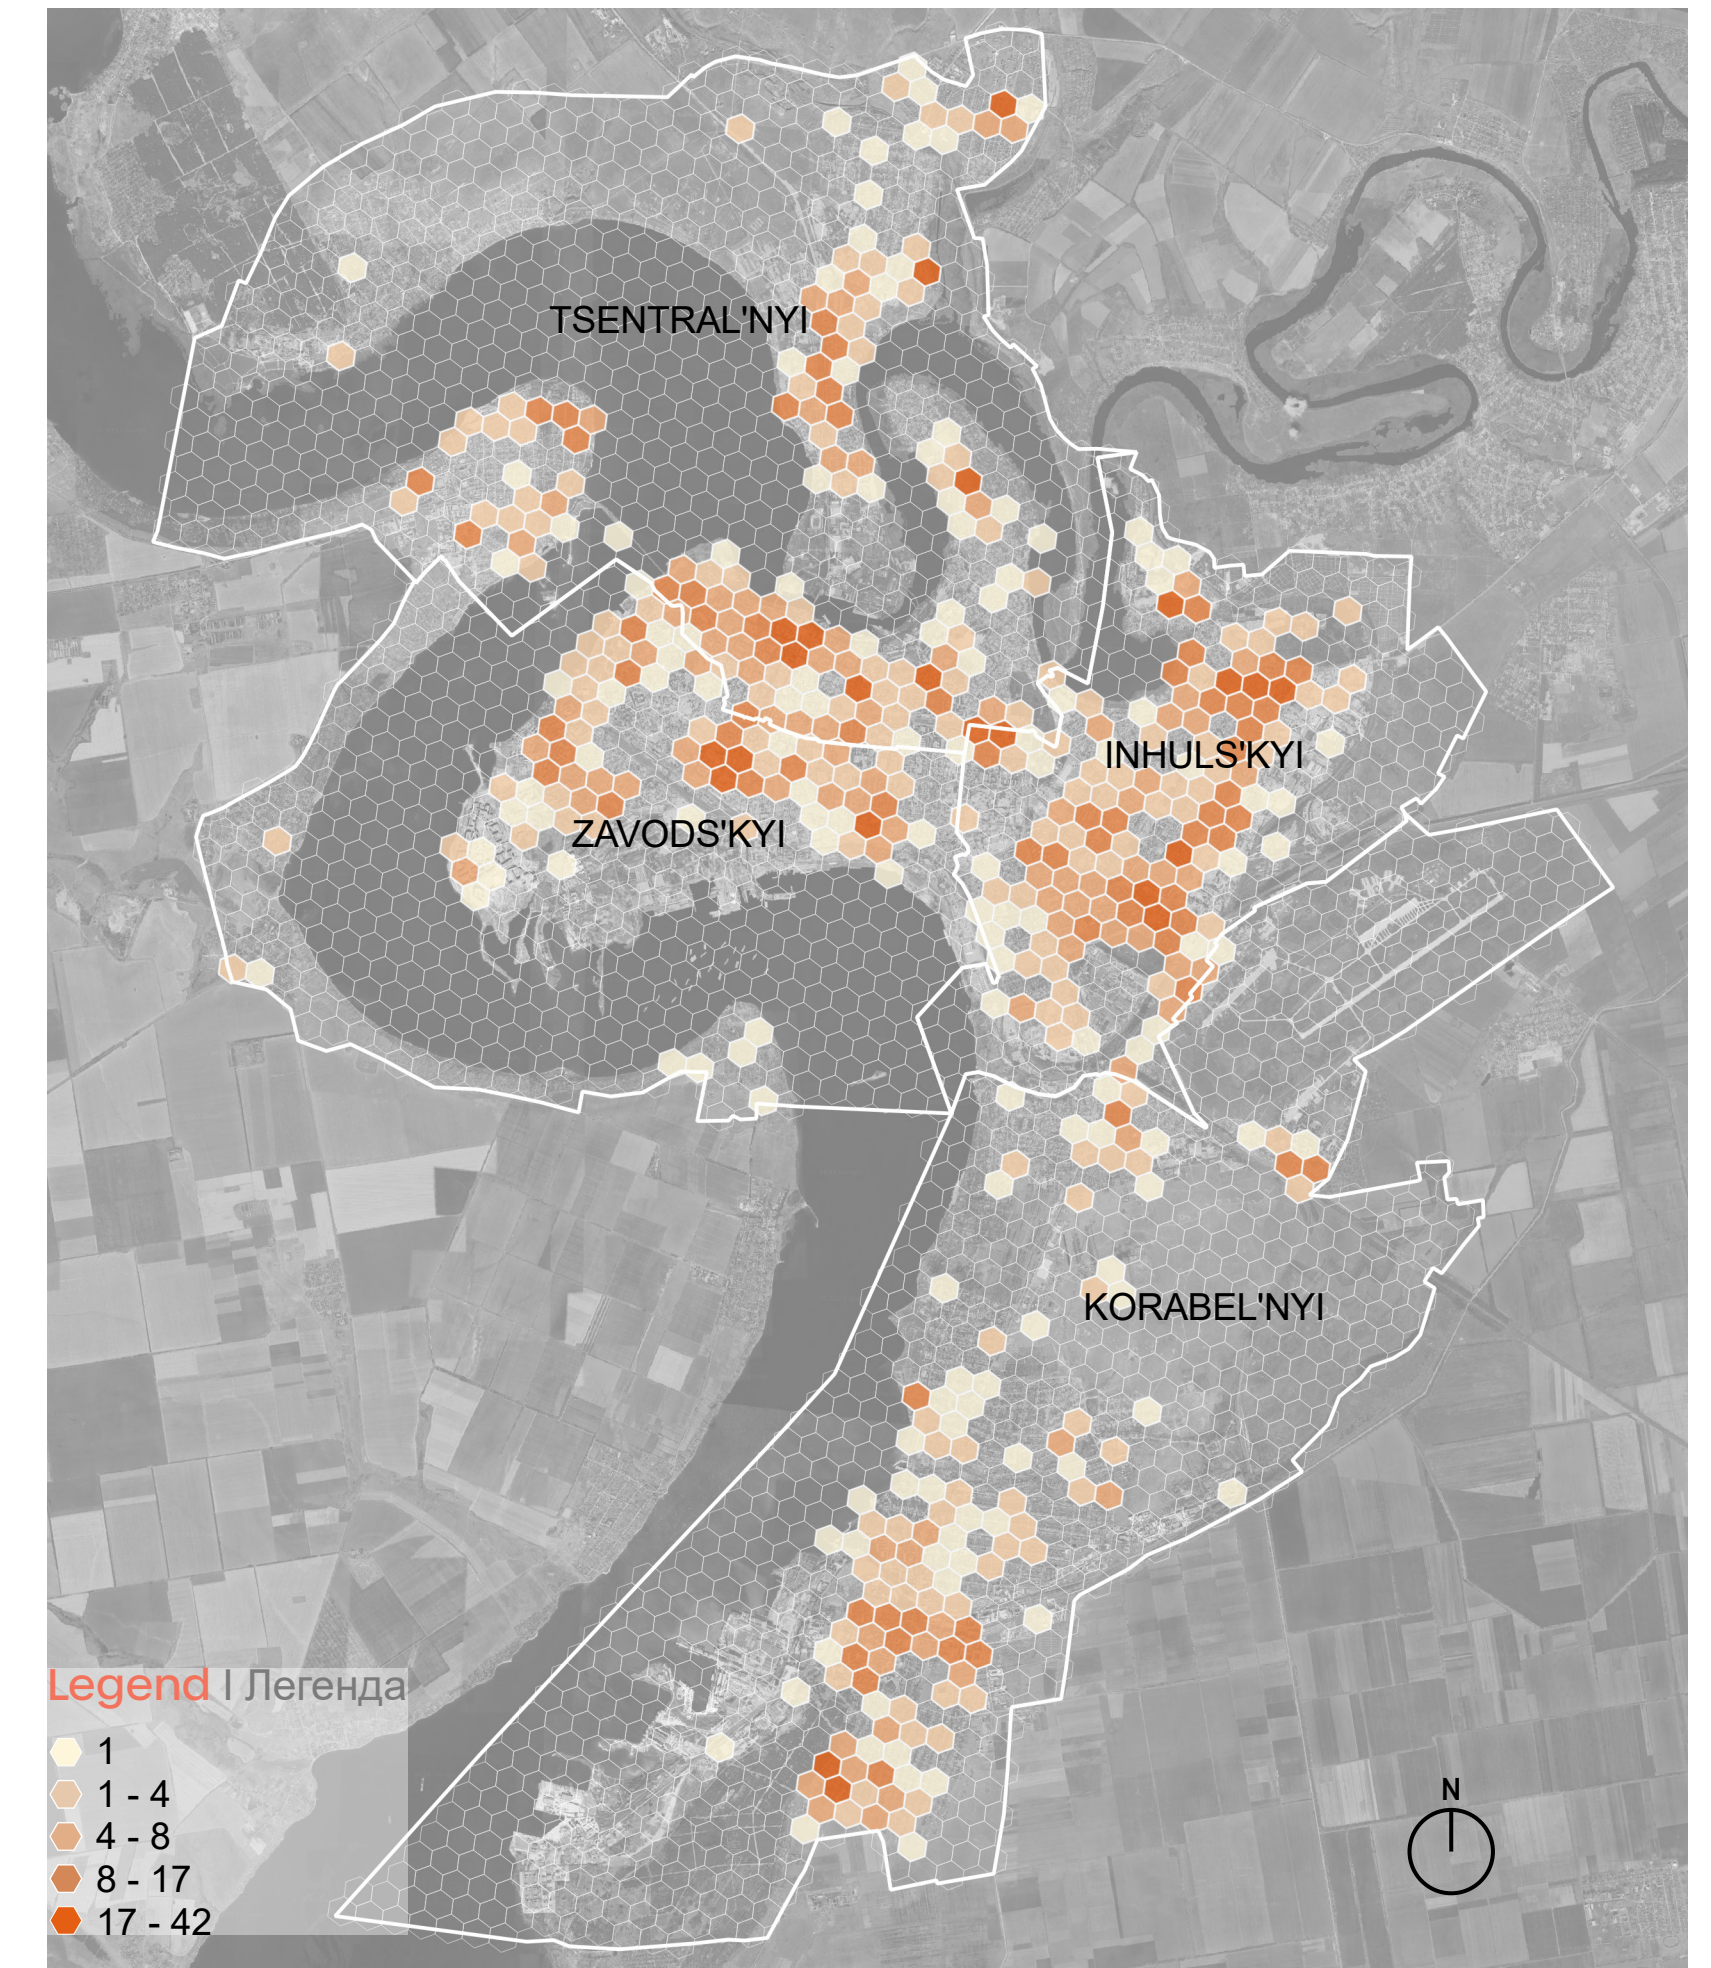 TSENTRAL'NYI
INHULS'KYI
ZAVODS'KYI
KORABEL'NYI
Legend | Легенда
1
1 - 4
4 - 8
8 - 17
17 - 42
N